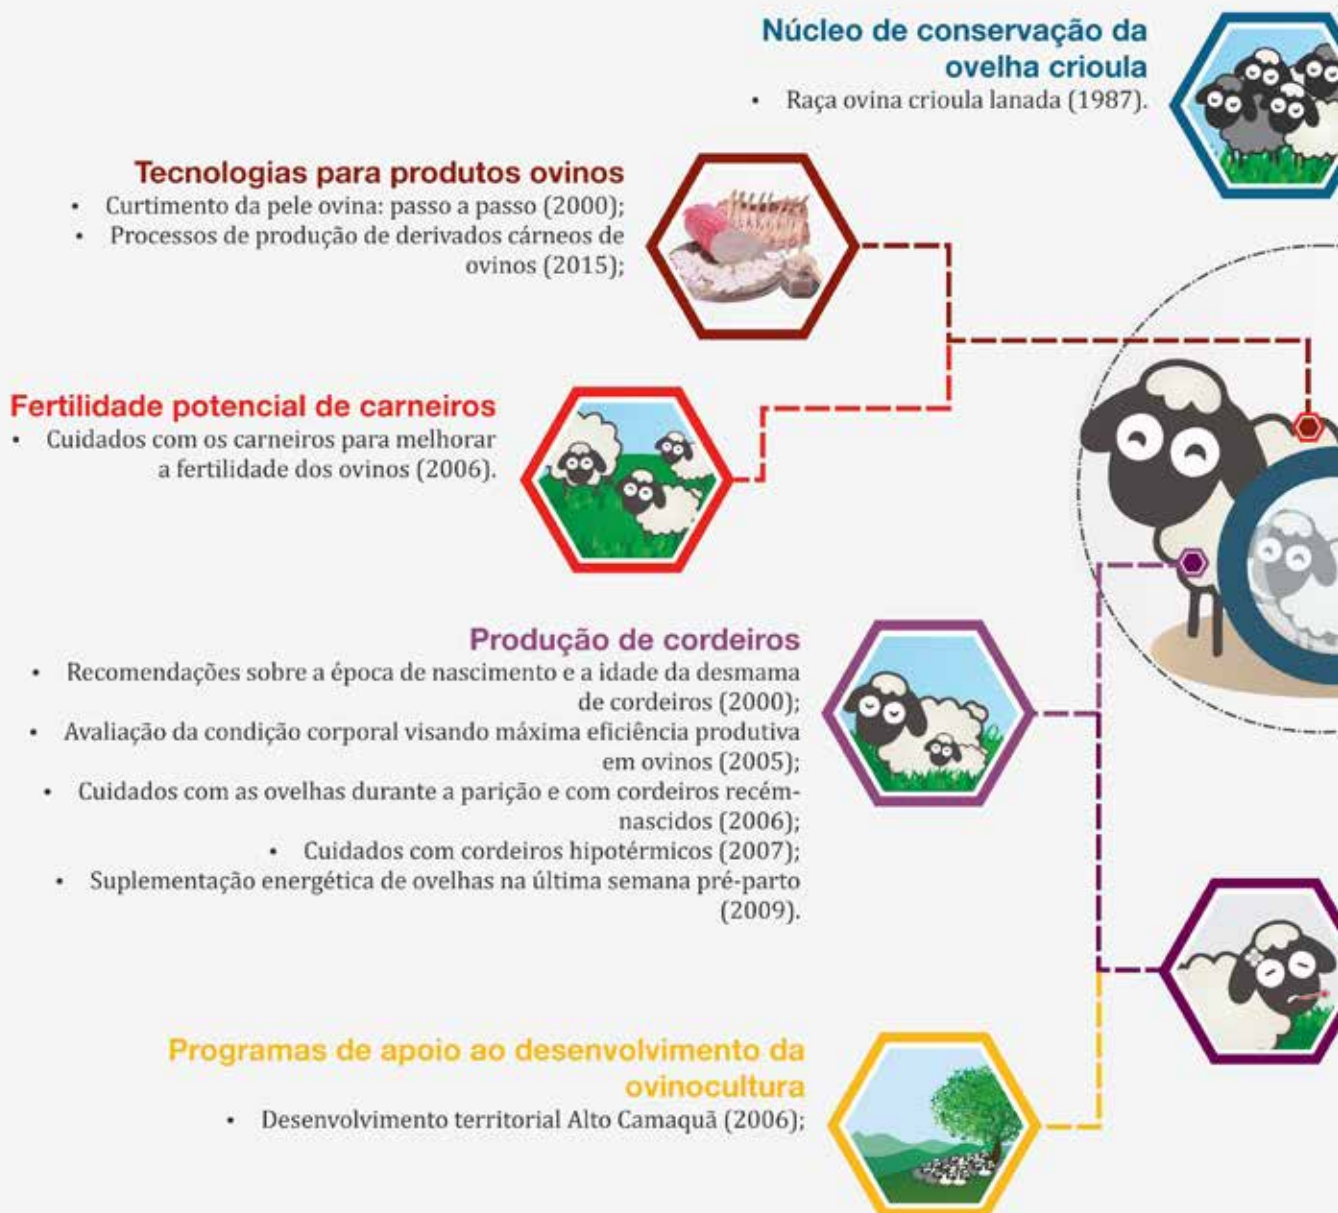 Núcleo de conservação da
ovelha crioula
• Raça ovina crioula lanada (1987).
Tecnologias para produtos ovinos
• Curtimento da pele ovina: passo a passo (2000);
• Processos de produção de derivados cárneos de
ovinos (2015);
Fertilidade potencial de carneiros
• Cuidados com os carneiros para melhorar
a fertilidade dos ovinos (2006).
Produção de cordeiros
• Recomendações sobre a época de nascimento e a idade da desmama
de cordeiros (2000);
• Avaliação da condição corporal visando máxima eficiência produtiva
em ovinos (2005);
• Cuidados com as ovelhas durante a parição e com cordeiros recém-
nascidos (2006);
• Cuidados com cordeiros hipotérmicos (2007);
• Suplementação energética de ovelhas na última semana pré-parto
(2009).
Programas de apoio ao desenvolvimento da
ovinocultura
• Desenvolvimento territorial Alto Camaquã (2006);